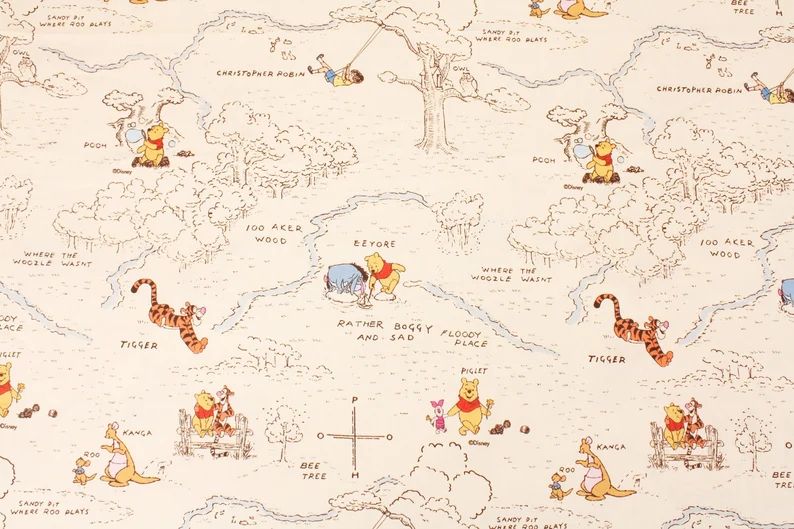 SANDY PIT
WHERE ROO PLAYS
BEE
TREE
SANDY PIT
WHERE ROO PLAYS
OWL
CHRISTOPHER ROBIN
OWL
CHRISTOPHER ROBIN
POOH
©Disney
POOH
©Disney
100 AKER
WOOD
EEYORE
100 AKER
WOOD
WHERE THE
WOOZLE WASNT
WHERE THE
WOOZLE WASNT
RATHER BOGGY
AND SAD
FLOODY
PLACE
PLACE
TIGGER
TIGGER
PIGLET
PIGLET
©Disney
P
O
O
H
©Disney
KANGA
ROO
KANGA
ROO
BEE
TREE
BEE
TREE
SANDY PIT
WHERE ROO PLAYS
SANDY PIT
WHERE ROO PLAYS